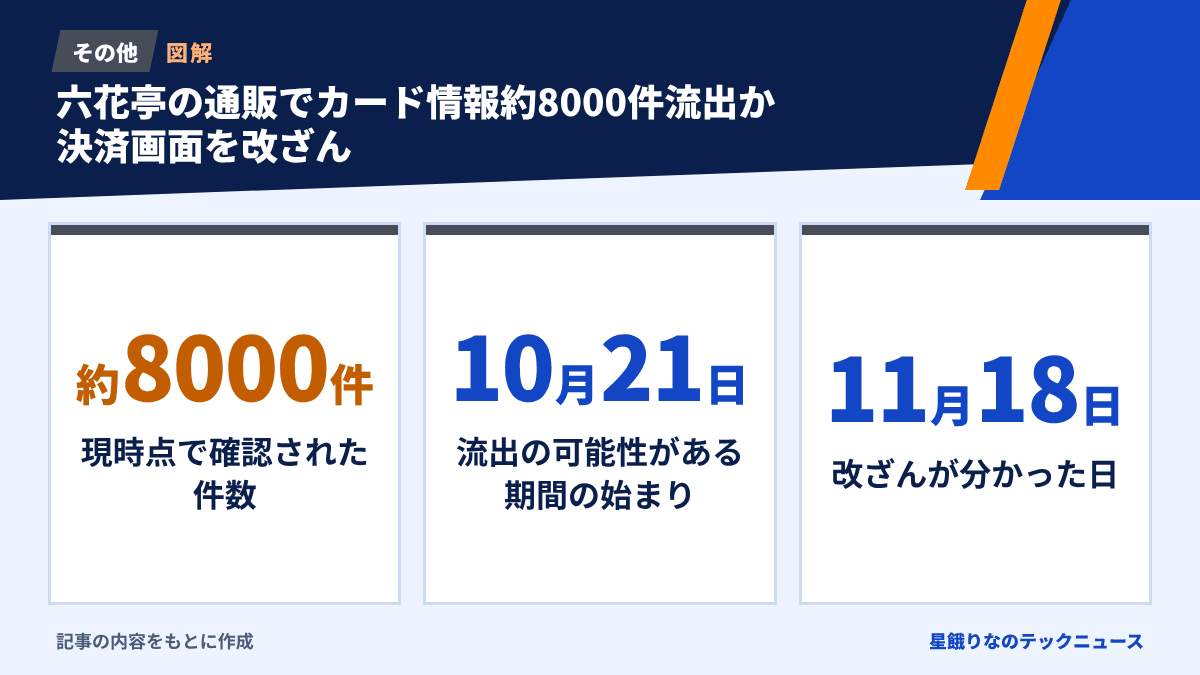 その他 図解
六花亭の通販でカード情報約8000件流出か
決済画面を改ざん
約8000件
現時点で確認された
件数
10月21日
流出の可能性がある
期間の始まり
11月18日
改ざんが分かった日
記事の内容をもとに作成
星餓りなのテックニュース